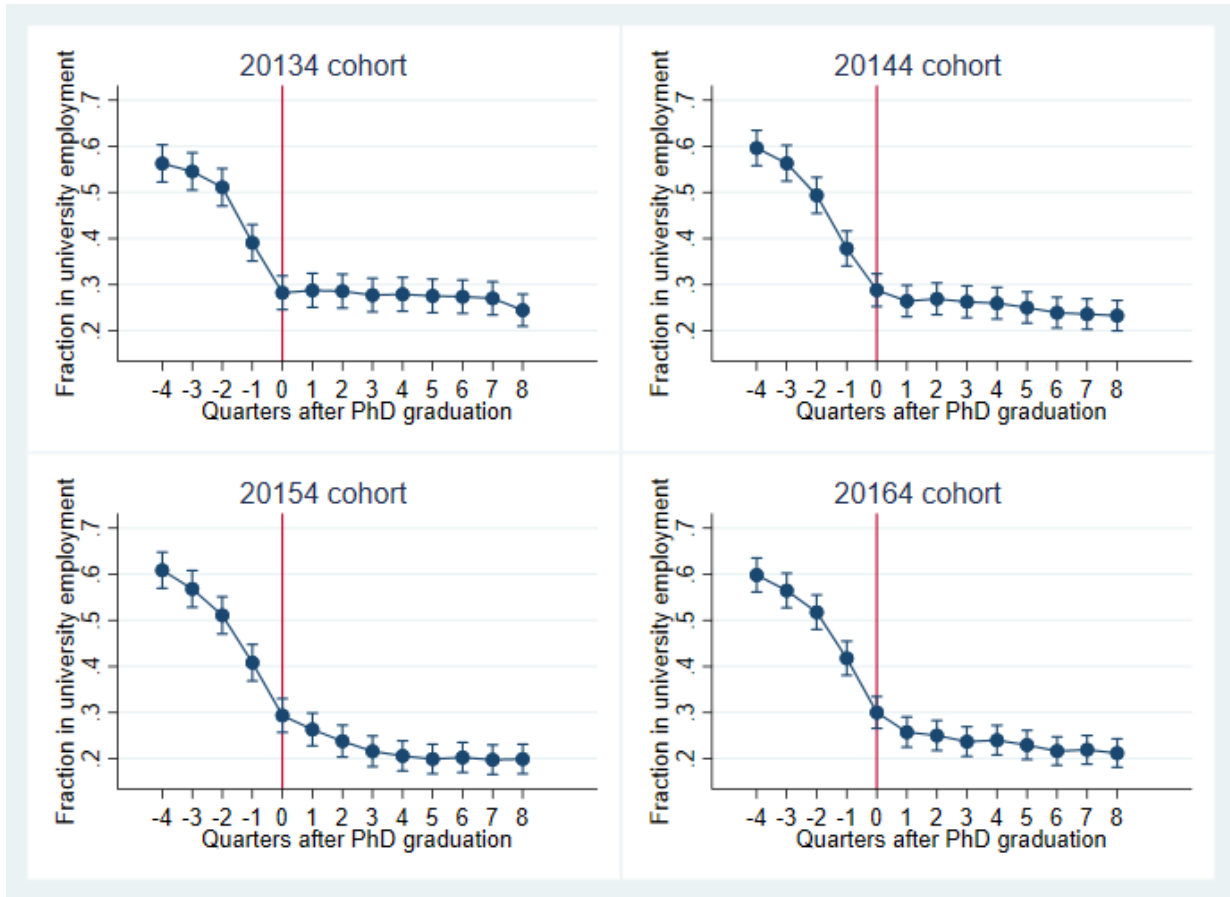 20134 cohort
Fraction in university employment
.7
.6
.5
.4
.3
.2
-4 -3 -2 -1 0 1 2 3 4 5 6 7 8
Quarters after PhD graduation
20144 cohort
Fraction in university employment
.7
.6
.5
.4
.3
.2
-4 -3 -2 -1 0 1 2 3 4 5 6 7 8
Quarters after PhD graduation
20154 cohort
Fraction in university employment
.7
.6
.5
.4
.3
.2
-4 -3 -2 -1 0 1 2 3 4 5 6 7 8
Quarters after PhD graduation
20164 cohort
Fraction in university employment
.7
.6
.5
.4
.3
.2
-4 -3 -2 -1 0 1 2 3 4 5 6 7 8
Quarters after PhD graduation